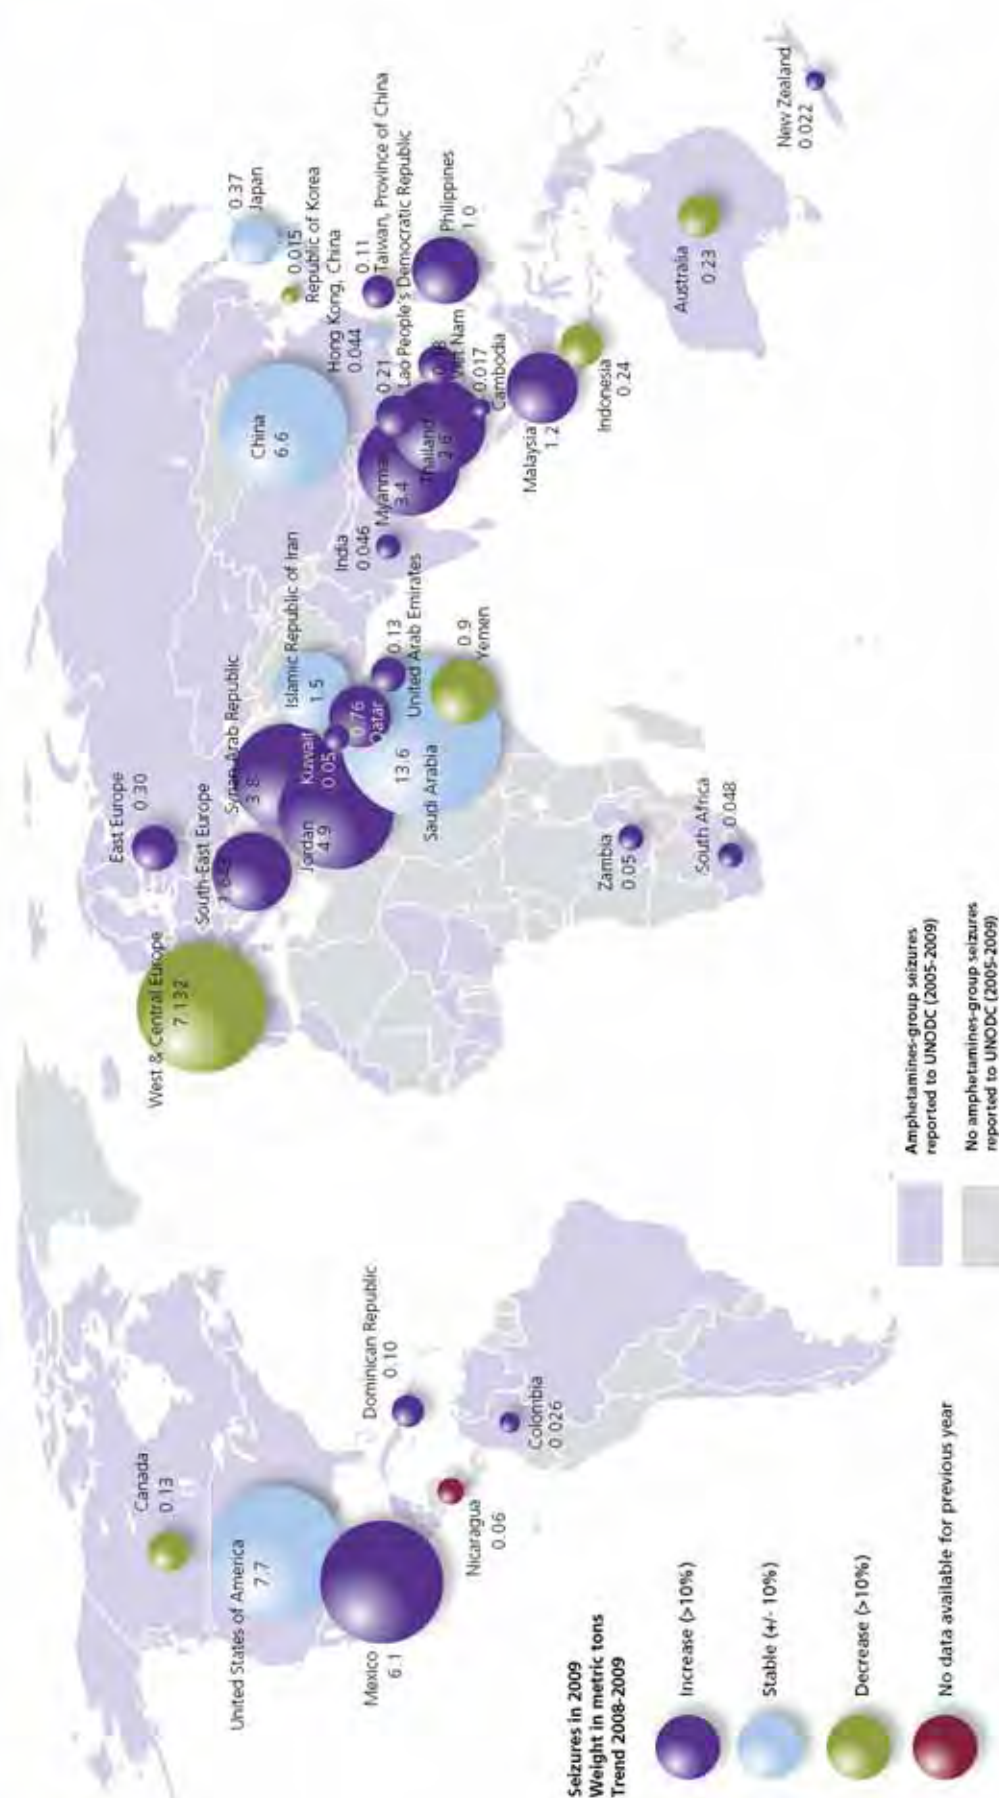 Canada
0.13
United States of America
7.7
Mexico
6.1
Dominican Republic
0.10
Nicaragua
0.06
Colombia
0.026
West & Central Europe
7.132
East Europe
0.30
South-East Europe
Syrian Arab Republic
3.8
Jordan
4.9
Kuwait
0.05
Islamic Republic of Iran
1.5
0.76
Qatar
0.13
United Arab Emirates
13.6
Saudi Arabia
0.9
Yemen
Zambia
0.05
South Africa
0.048
India
0.046
China
6.6
Myanmar
3.4
Thailand
2.6
0.21
Lao People's Democratic Republic
Viet Nam
0.017
Cambodia
Hong Kong, China
0.044
0.11
Taiwan, Province of China
0.015
Republic of Korea
0.37
Japan
Philippines
1.0
Malaysia
1.2
Indonesia
0.24
Australia
0.23
New Zealand
0.022
Seizures in 2009
Weight in metric tons
Trend 2008-2009
Increase (>10%)
Stable (+/- 10%)
Decrease (>10%)
No data available for previous year
Amphetamines-group seizures
reported to UNODC (2005-2009)
No amphetamines-group seizures
reported to UNODC (2005-2009)